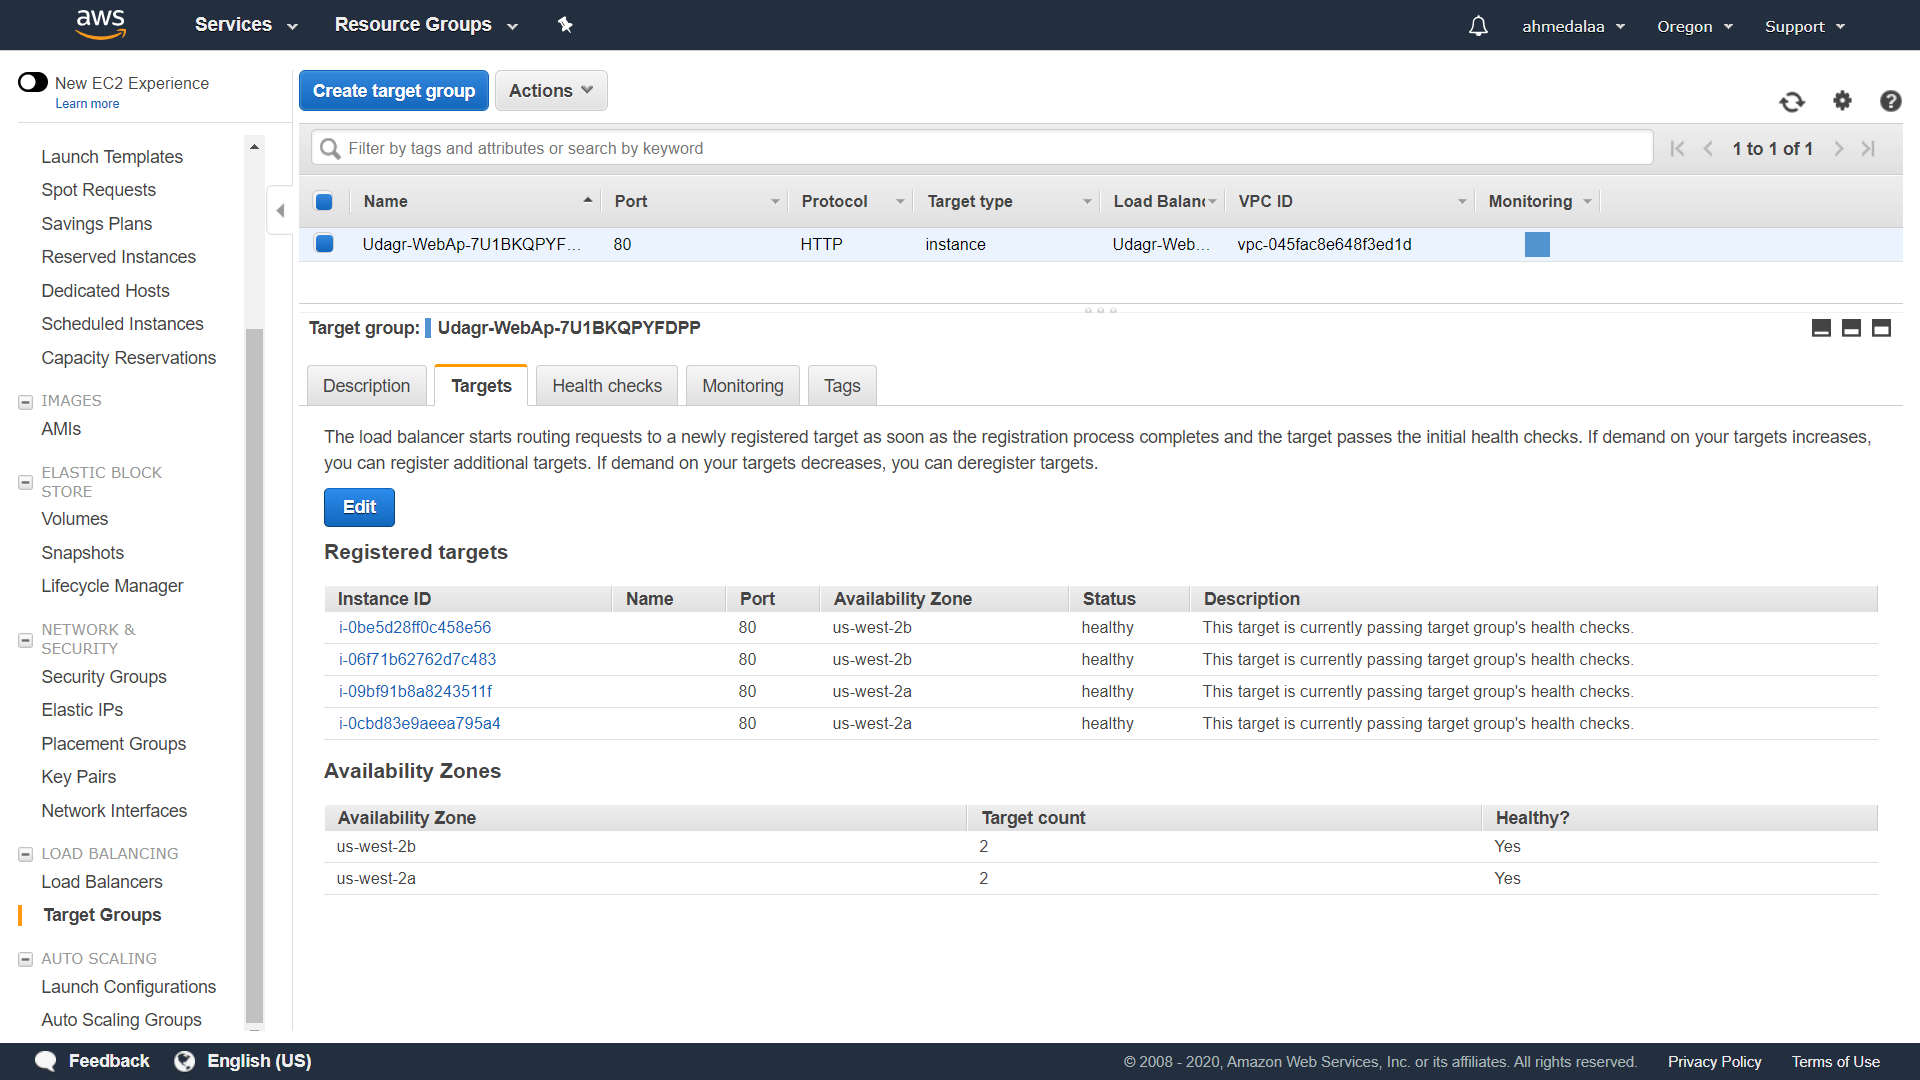 aws
Services
Resource Groups
ahmedalaa
Oregon
Support
New EC2 Experience
Learn more
Launch Templates
Spot Requests
Savings Plans
Reserved Instances
Dedicated Hosts
Scheduled Instances
Capacity Reservations
IMAGES
AMIs
ELASTIC BLOCK
STORE
Volumes
Snapshots
Lifecycle Manager
NETWORK &
SECURITY
Security Groups
Elastic IPs
Placement Groups
Key Pairs
Network Interfaces
LOAD BALANCING
Load Balancers
Target Groups
AUTO SCALING
Launch Configurations
Auto Scaling Groups
Create target group Actions
Filter by tags and attributes or search by keyword 1 to 1 of 1
Name Port Protocol Target type Load Balanc VPC ID Monitoring
Udagr-WebAp-7U1BKQPYF... 80 HTTP instance Udagr-Web... vpc-045fac8e648f3ed1d
Target group: Udagr-WebAp-7U1BKQPYFDPP
Description Targets Health checks Monitoring Tags
The load balancer starts routing requests to a newly registered target as soon as the registration process completes and the target passes the initial health checks. If demand on your targets increases,
you can register additional targets. If demand on your targets decreases, you can deregister targets.
Edit
Registered targets
Instance ID Name Port Availability Zone Status Description
i-0be5d28ff0c458e56 80 us-west-2b healthy This target is currently passing target group's health checks.
i-06f71b62762d7c483 80 us-west-2b healthy This target is currently passing target group's health checks.
i-09bf91b8a8243511f 80 us-west-2a healthy This target is currently passing target group's health checks.
i-0cbd83e9aeea795a4 80 us-west-2a healthy This target is currently passing target group's health checks.
Availability Zones
Availability Zone Target count Healthy?
us-west-2b 2 Yes
us-west-2a 2 Yes
Feedback English (US) © 2008 - 2020, Amazon Web Services, Inc. or its affiliates. All rights reserved. Privacy Policy Terms of Use